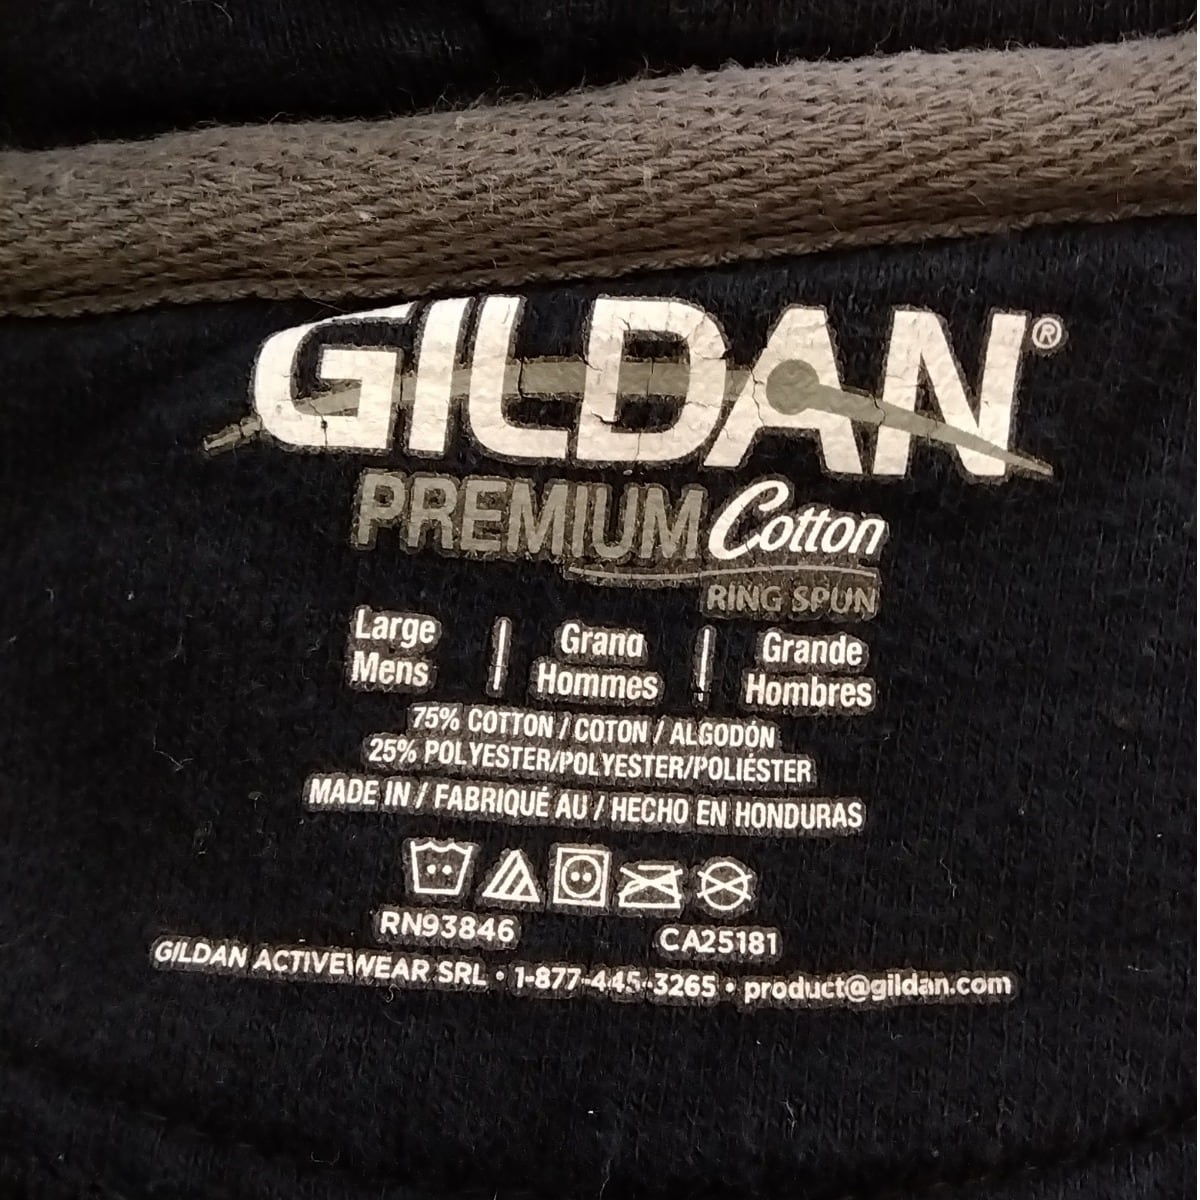 GILDAN®
PREMIUM Cotton
RING SPUN
Large | Grand | Grande
Mens | Hommes | Hombres
75% COTTON / COTON / ALGODÓN
25% POLYESTER/POLYESTER/POLIÉSTER
MADE IN / FABRIQUÉ AU / HECHO EN HONDURAS
RN93846 CA25181
GILDAN ACTIVEWEAR SRL • 1-877-445-3265 • product@gildan.com